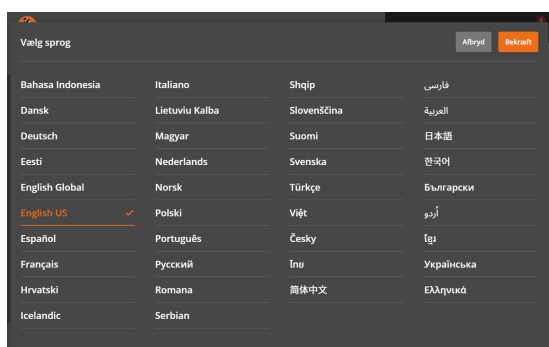 Vælg sprog
Afbryd
Bekræft
Bahasa Indonesia
Dansk
Deutsch
Eesti
English Global
English US
Español
Français
Hrvatski
Icelandic
Italiano
Lietuviu Kalba
Magyar
Nederlands
Norsk
Polski
Português
Русский
Romana
Serbian
Shqip
Slovenščina
Suomi
Svenska
Türkçe
Việt
Česky
ไทย
简体中文
فارسی
العربية
日本語
한국어
Български
اُردو
ខ្មែរ
Українська
Ελληνικά